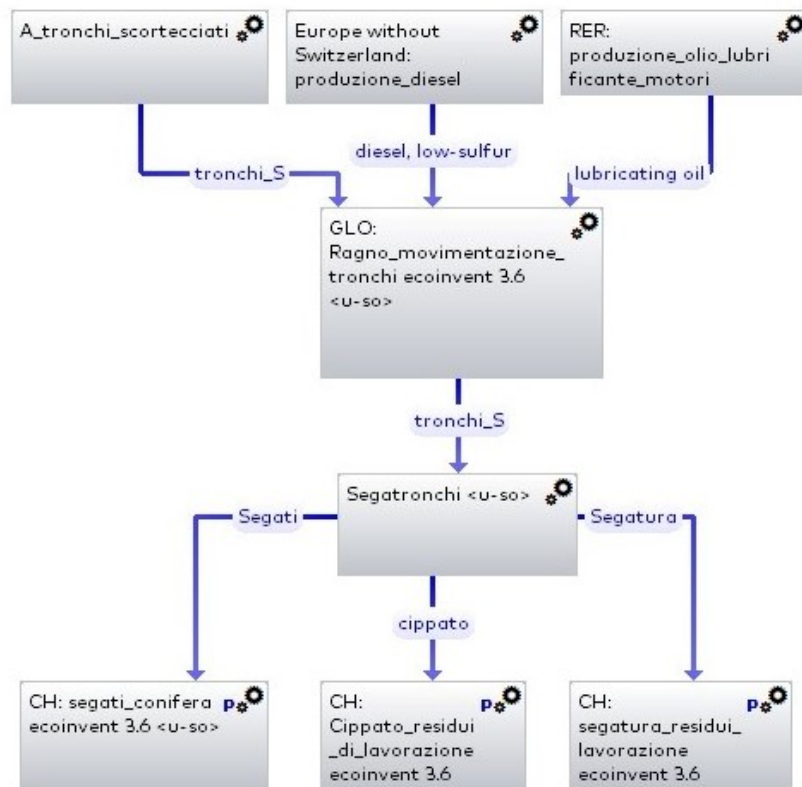 A_tronchi_scortecciati
Europe without
Switzerland:
produzione_diesel
RER:
produzione_olio_lubri
ficante_motori
tronchi_S
diesel, low-sulfur
lubricating oil
GLO:
Ragno_movimentazione_
tronchi ecoinvent 3.6
<u-so>
tronchi_S
Segatronchi <u-so>
Segati
Segatura
cippato
CH: segati_conifera
ecoinvent 3.6 <u-so>
p
CH:
Cippato_residui
_di_lavorazione
ecoinvent 3.6
p
CH:
segatura_residui_
lavorazione
ecoinvent 3.6
p